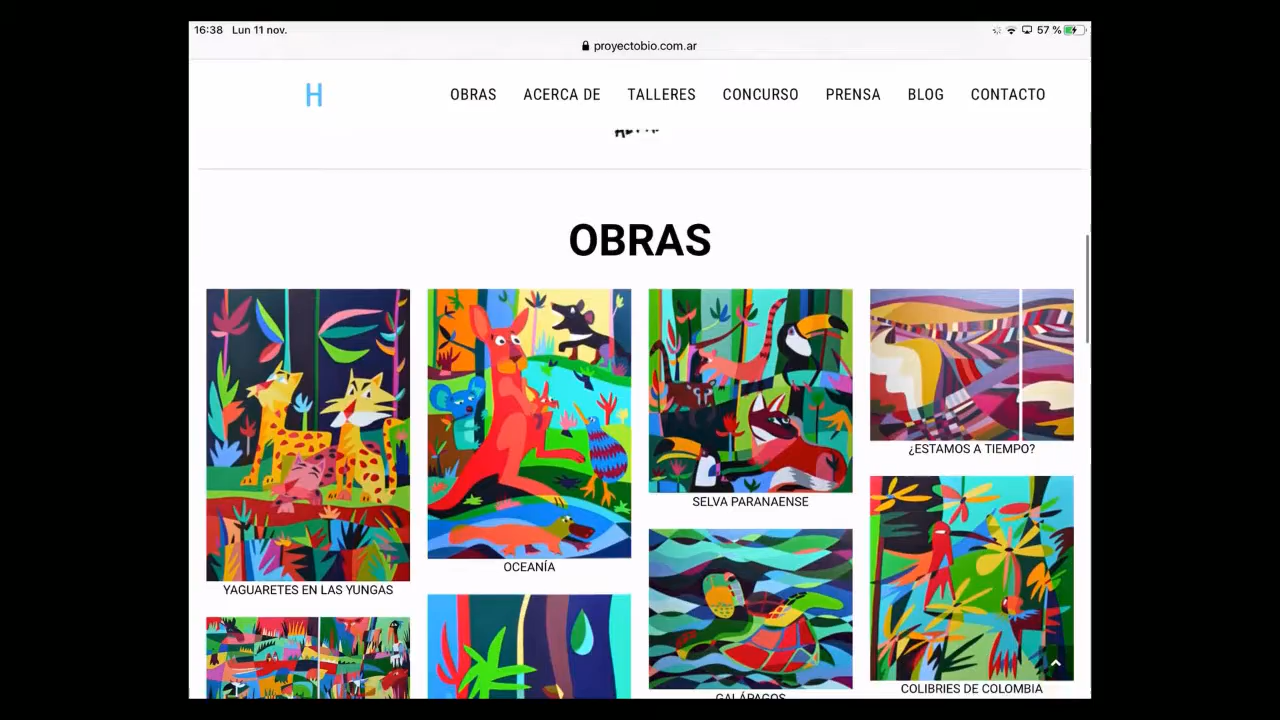 16:38 Lun 11 nov.
57 %
proyectobio.com.ar
H
OBRAS ACERCA DE TALLERES CONCURSO PRENSA BLOG CONTACTO
OBRAS
¿ESTAMOS A TIEMPO?
SELVA PARANAENSE
OCEANÍA
YAGUARETES EN LAS YUNGAS
COLIBRIES DE COLOMBIA
GALÁPAGOS